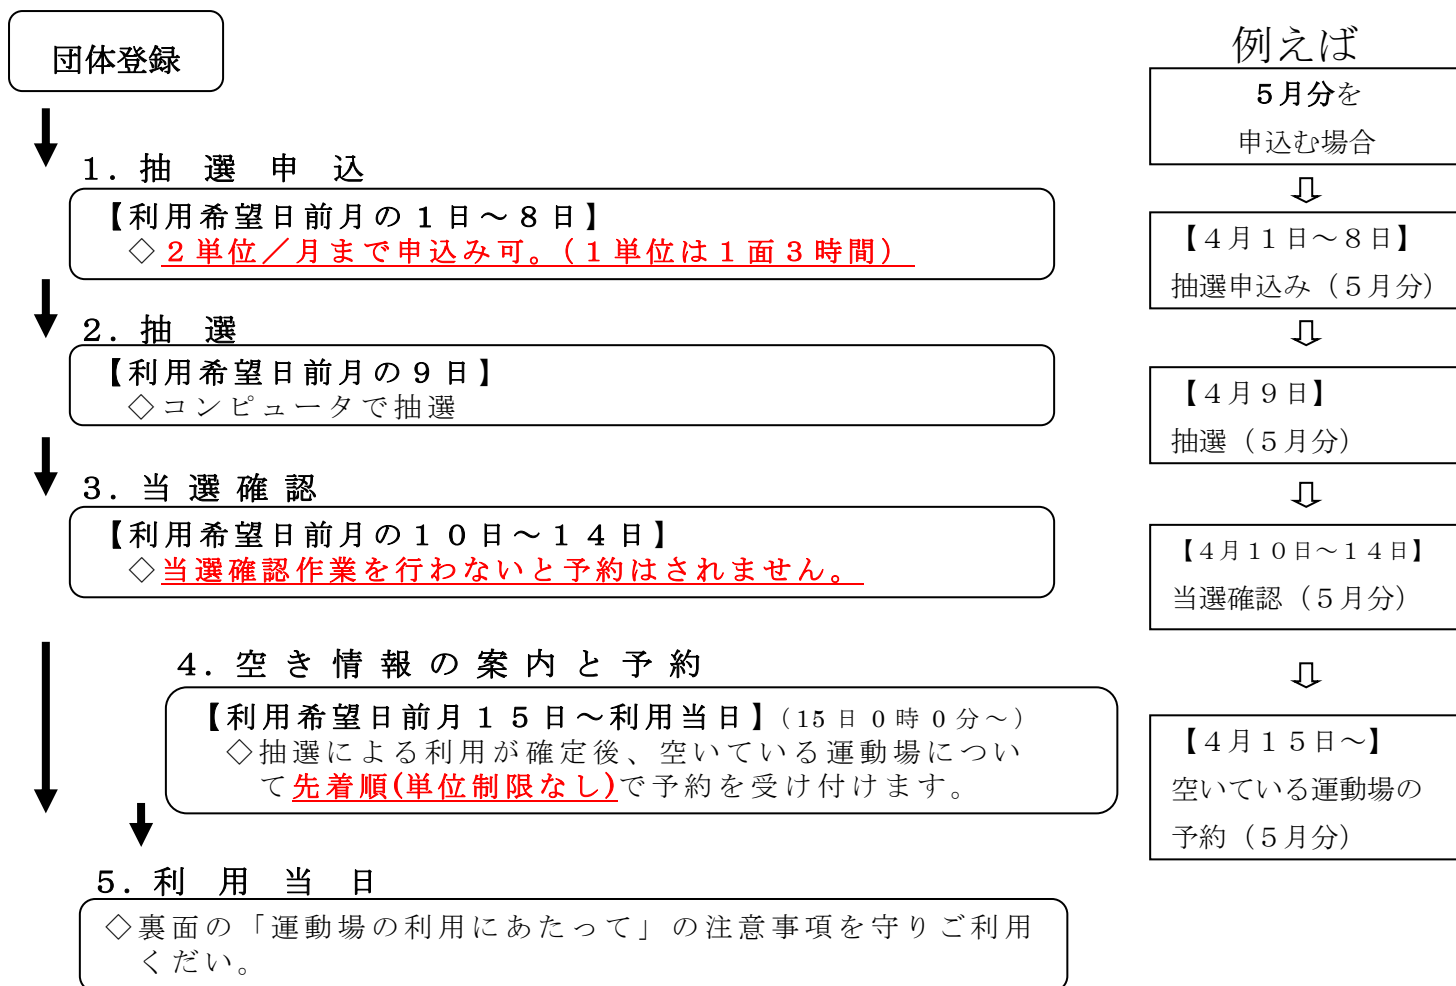 団体登録
1．抽選申込
【利用希望日前月の1日～8日】
◇2単位／月まで申込み可。（1単位は1面3時間）
2．抽選
【利用希望日前月の9日】
◇コンピュータで抽選
3．当選確認
【利用希望日前月の10日～14日】
◇当選確認作業を行わないと予約はされません。
4．空き情報の案内と予約
【利用希望日前月15日～利用当日】（15日0時0分～）
◇抽選による利用が確定後、空いている運動場につい
て先着順(単位制限なし)で予約を受け付けます。
5．利用当日
◇裏面の「運動場の利用にあたって」の注意事項を守りご利用
くだい。
例えば
５月分を
申込む場合
【４月１日～８日】
抽選申込み（５月分）
【４月９日】
抽選（５月分）
【４月１０日～１４日】
当選確認（５月分）
【４月１５日～】
空いている運動場の
予約（５月分）